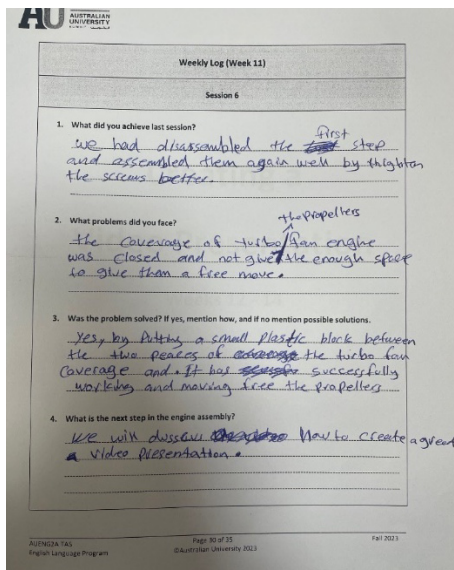 AU AUSTRALIAN
UNIVERSITY
Weekly Log (Week 11)
Session 6
1. What did you achieve last session?
first
we had disassembled the step
and assembled them again well by thighten
the screws better.
2. What problems did you face?
the propellers
the coverage of turbo fan engine
was closed and not give the enough space
to give them a free move.
3. Was the problem solved? If yes, mention how, and if no mention possible solutions.
Yes, by Putting a small Plastic block between
the two peaces of the turbo fan
coverage and. It has successfully
working and moving free the propellers
4. What is the next step in the engine assembly?
we will How to create a great
video presentation.
AUENG2A TAS
English Language Program
Page 30 of 35
©Australian University 2023
Fall 2023